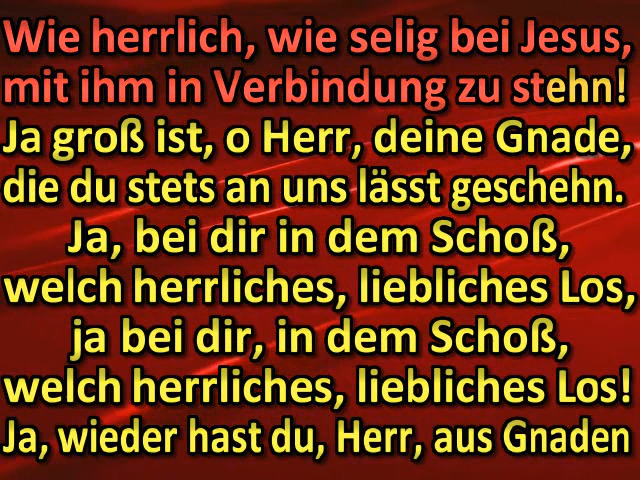 Wie herrlich, wie selig bei Jesus,
mit ihm in Verbindung zu stehn!
Ja groß ist, o Herr, deine Gnade,
die du stets an uns lässt geschehn.
Ja, bei dir in dem Schoß,
welch herrliches, liebliches Los,
ja bei dir, in dem Schoß,
welch herrliches, liebliches Los!
Ja, wieder hast du, Herr, aus Gnaden